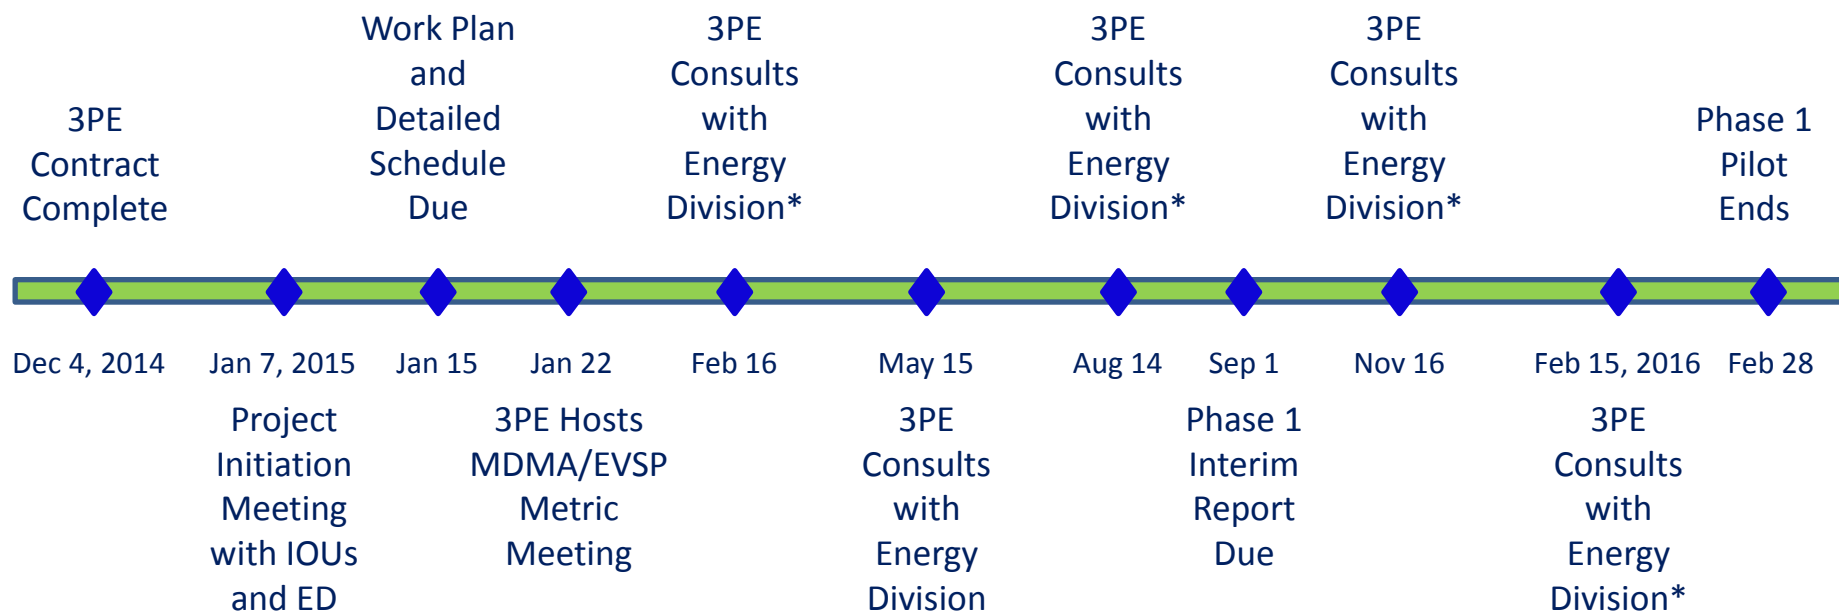 3PE
Contract
Complete
Work Plan
and
Detailed
Schedule
Due
3PE
Consults
with
Energy
Division*
3PE
Consults
with
Energy
Division*
3PE
Consults
with
Energy
Division*
Phase 1
Pilot
Ends
Dec 4, 2014
Jan 7, 2015
Jan 15
Jan 22
Feb 16
May 15
Aug 14
Sep 1
Nov 16
Feb 15, 2016
Feb 28
Project
Initiation
Meeting
with IOUs
and ED
3PE Hosts
MDMA/EVSP
Metric
Meeting
3PE
Consults
with
Energy
Division
Phase 1
Interim
Report
Due
3PE
Consults
with
Energy
Division*